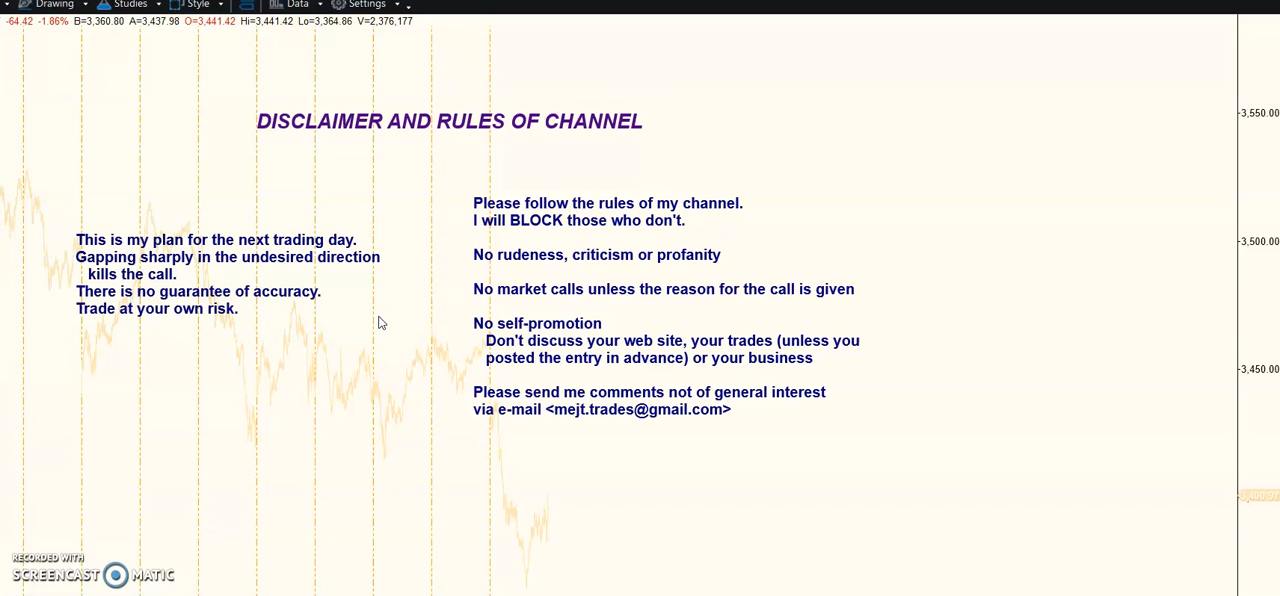 Drawing Studies Style Data Settings
-64.42 -1.86% B=3,360.80 A=3,437.98 O=3,441.42 Hi=3,441.42 Lo=3,364.86 V=2,376,177
DISCLAIMER AND RULES OF CHANNEL
This is my plan for the next trading day.
Gapping sharply in the undesired direction
kills the call.
There is no guarantee of accuracy.
Trade at your own risk.
Please follow the rules of my channel.
I will BLOCK those who don't.
No rudeness, criticism or profanity
No market calls unless the reason for the call is given
No self-promotion
Don't discuss your web site, your trades (unless you
posted the entry in advance) or your business
Please send me comments not of general interest
via e-mail <mejt.trades@gmail.com>
3,550.00
3,500.00
3,450.00
RECORDED WITH
SCREENCAST MATIC